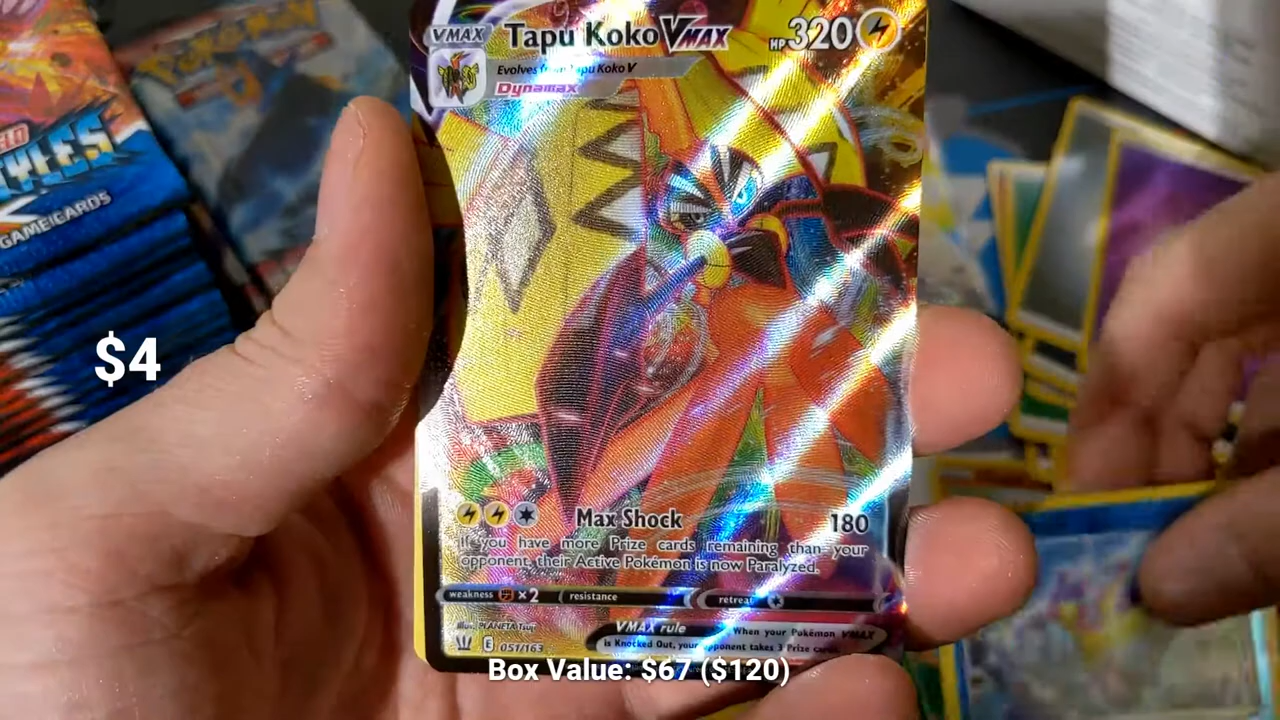 VMAX Tapu Koko VMAX HP 320
Evolves from Tapu Koko V
Dynamax
Pokémon
STYLES
GAME CARDS
$4
Max Shock 180
If you have more Prize cards remaining than your
opponent, their Active Pokémon is now Paralyzed.
weakness ×2 resistance retreat
Illus. PLANETA Tsuji
VMAX rule When your Pokémon VMAX
is Knocked Out, your opponent takes 3 Prize cards.
E 051/163
Box Value: $67 ($120)